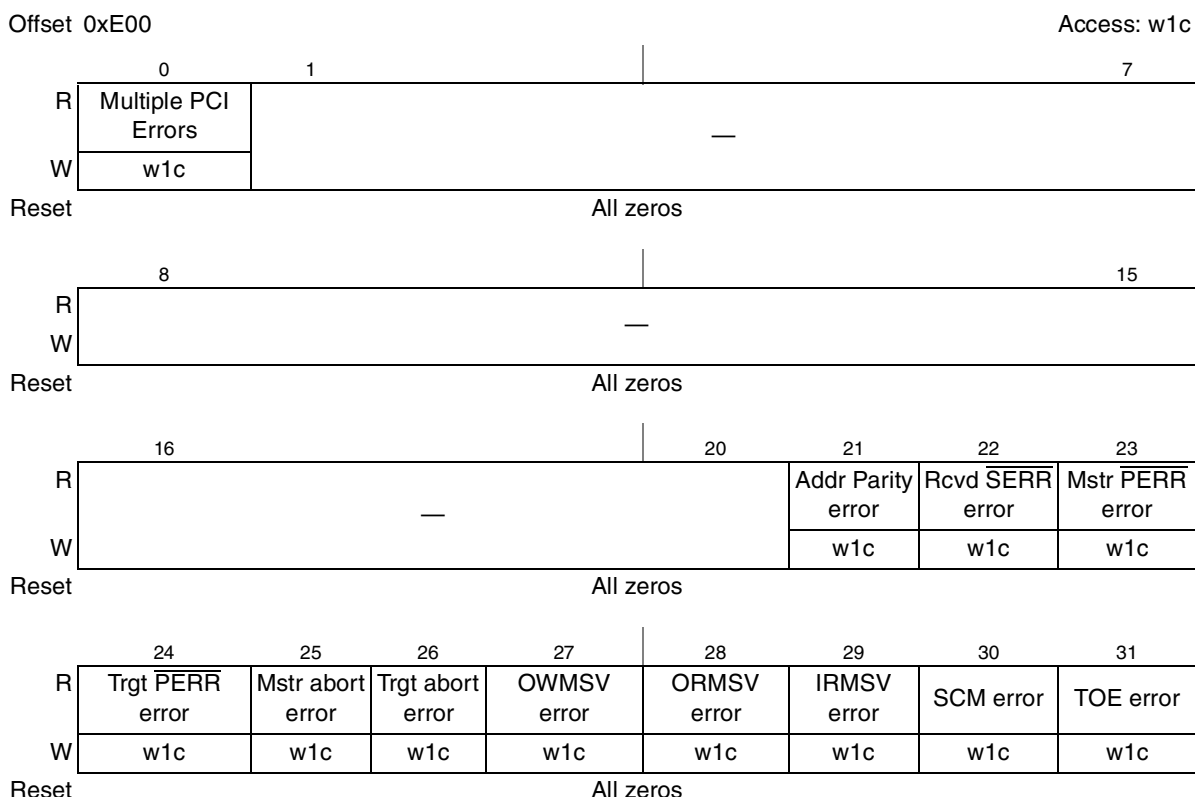 Offset 0xE00 Access: w1c
0 1 7
R Multiple PCI Errors —
W w1c
Reset All zeros
8 15
R —
W
Reset All zeros
16 20 21 22 23
R — Addr Parity error Rcvd SERR error Mstr PERR error
W w1c w1c w1c
Reset All zeros
24 25 26 27 28 29 30 31
R Trgt PERR error Mstr abort error Trgt abort error OWMSV error ORMSV error IRMSV error SCM error TOE error
W w1c w1c w1c w1c w1c w1c w1c w1c
Reset All zeros